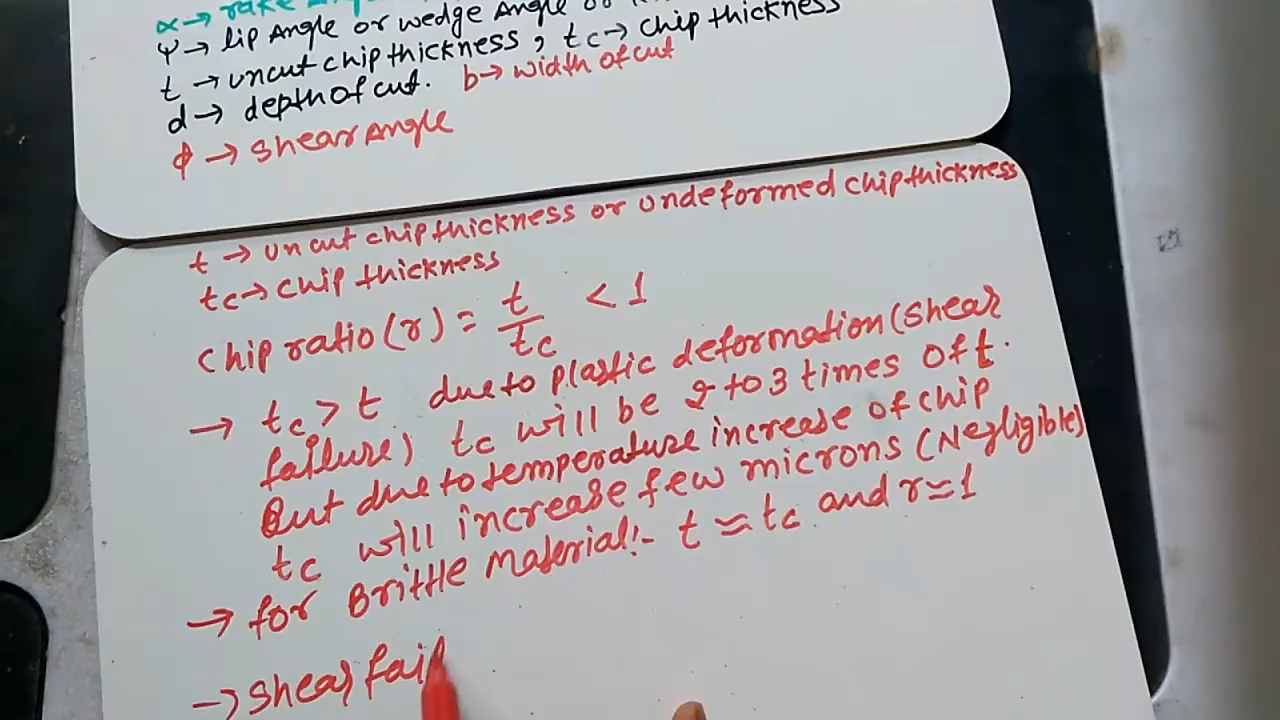 α → rake Angle
ψ → lip Angle or wedge Angle or
t → uncut chip thickness, tc → chip thickness
d → depth of cut. b → width of cut
ϕ → Shear Angle
t → uncut chip thickness or undeformed chip thickness
tc → chip thickness
Chip ratio (r) = t/tc < 1
→ tc > t due to plastic deformation (Shear
failure) tc will be 2 to 3 times of t.
But due to temperature increase of chip
tc will increase few microns (Negligible)
→ for Brittle Material:- t ≈ tc and r ≈ 1
→ Shear fail